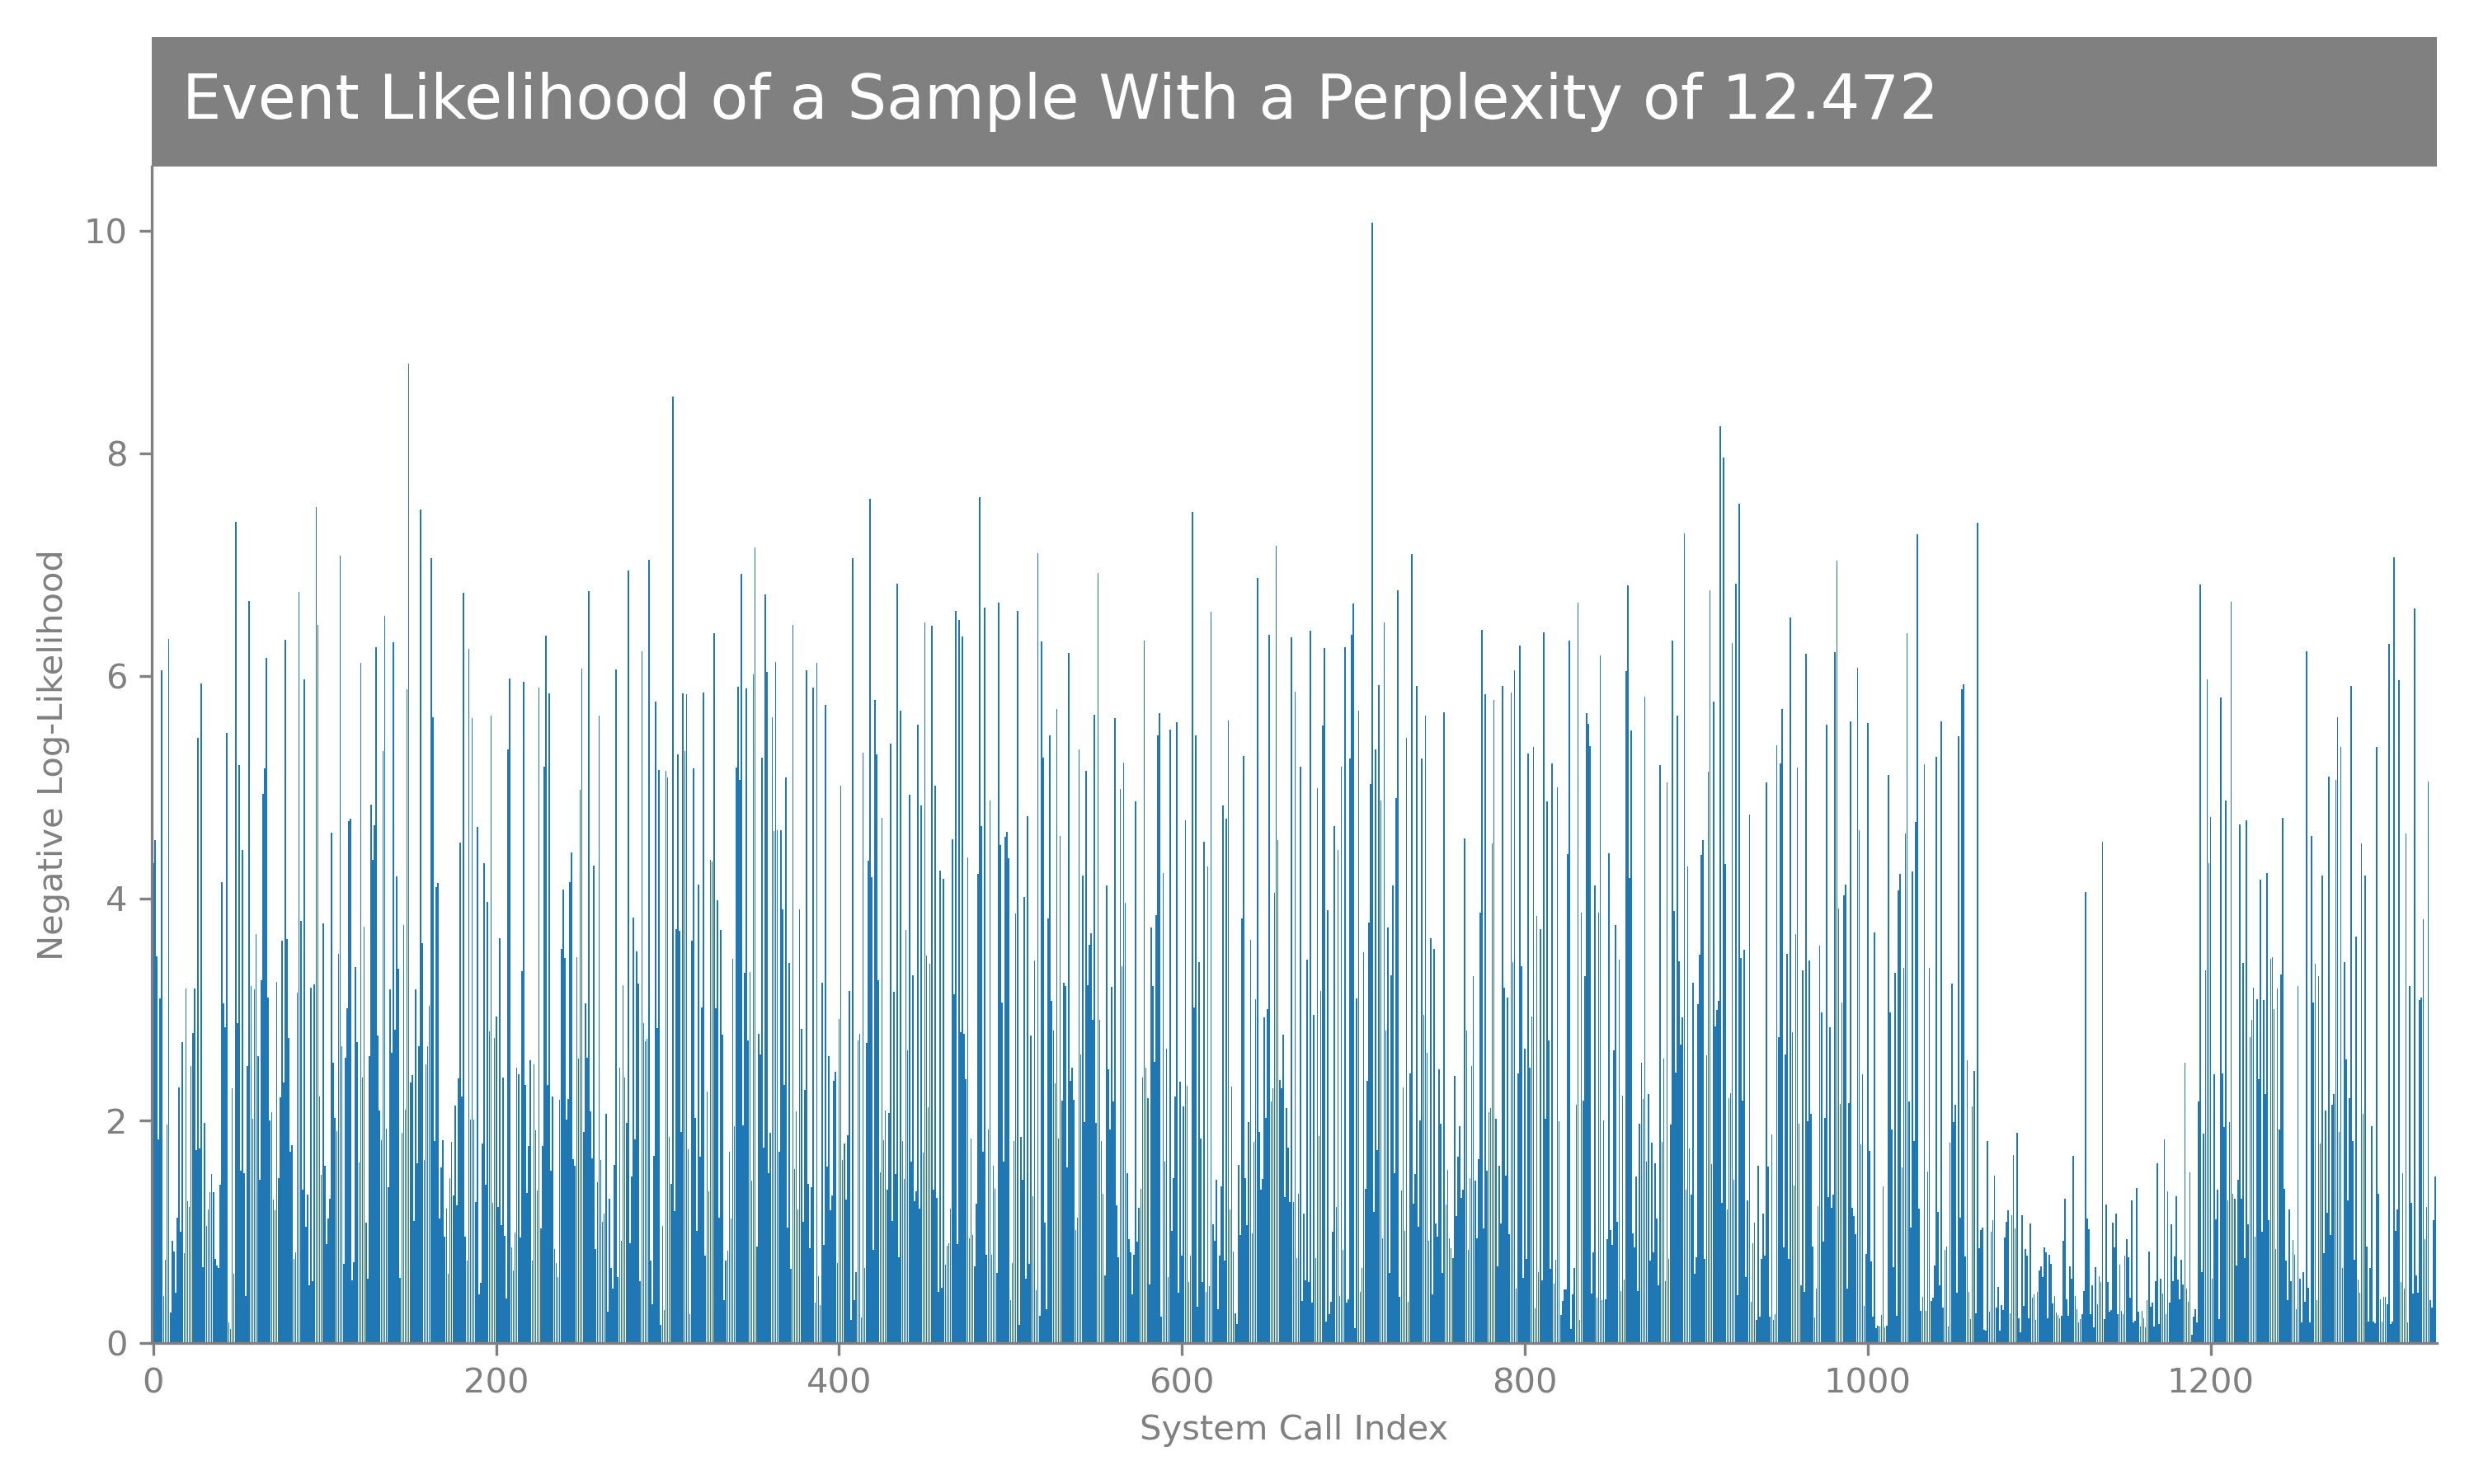 Event Likelihood of a Sample With a Perplexity of 12.472
10
8
6
4
2
0
Negative Log-Likelihood
0 200 400 600 800 1000 1200
System Call Index